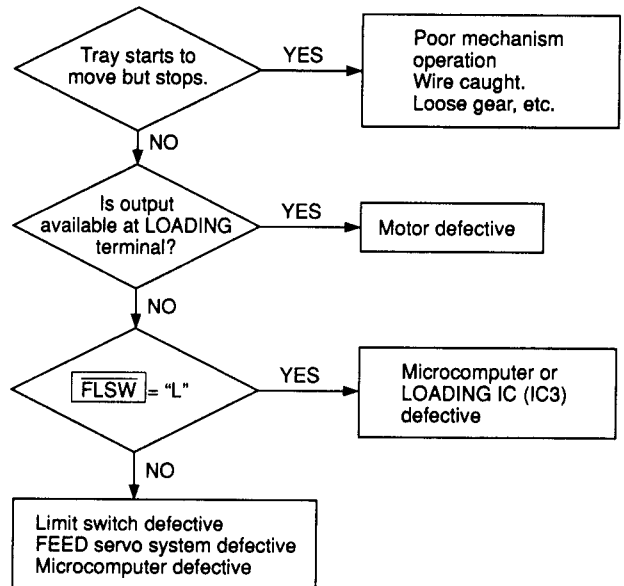 Tray starts to
move but stops.
YES
Poor mechanism
operation
Wire caught.
Loose gear, etc.
NO
Is output
available at LOADING
terminal?
YES
Motor defective
NO
FLSW = “L”
YES
Microcomputer or
LOADING IC (IC3)
defective
NO
Limit switch defective
FEED servo system defective
Microcomputer defective